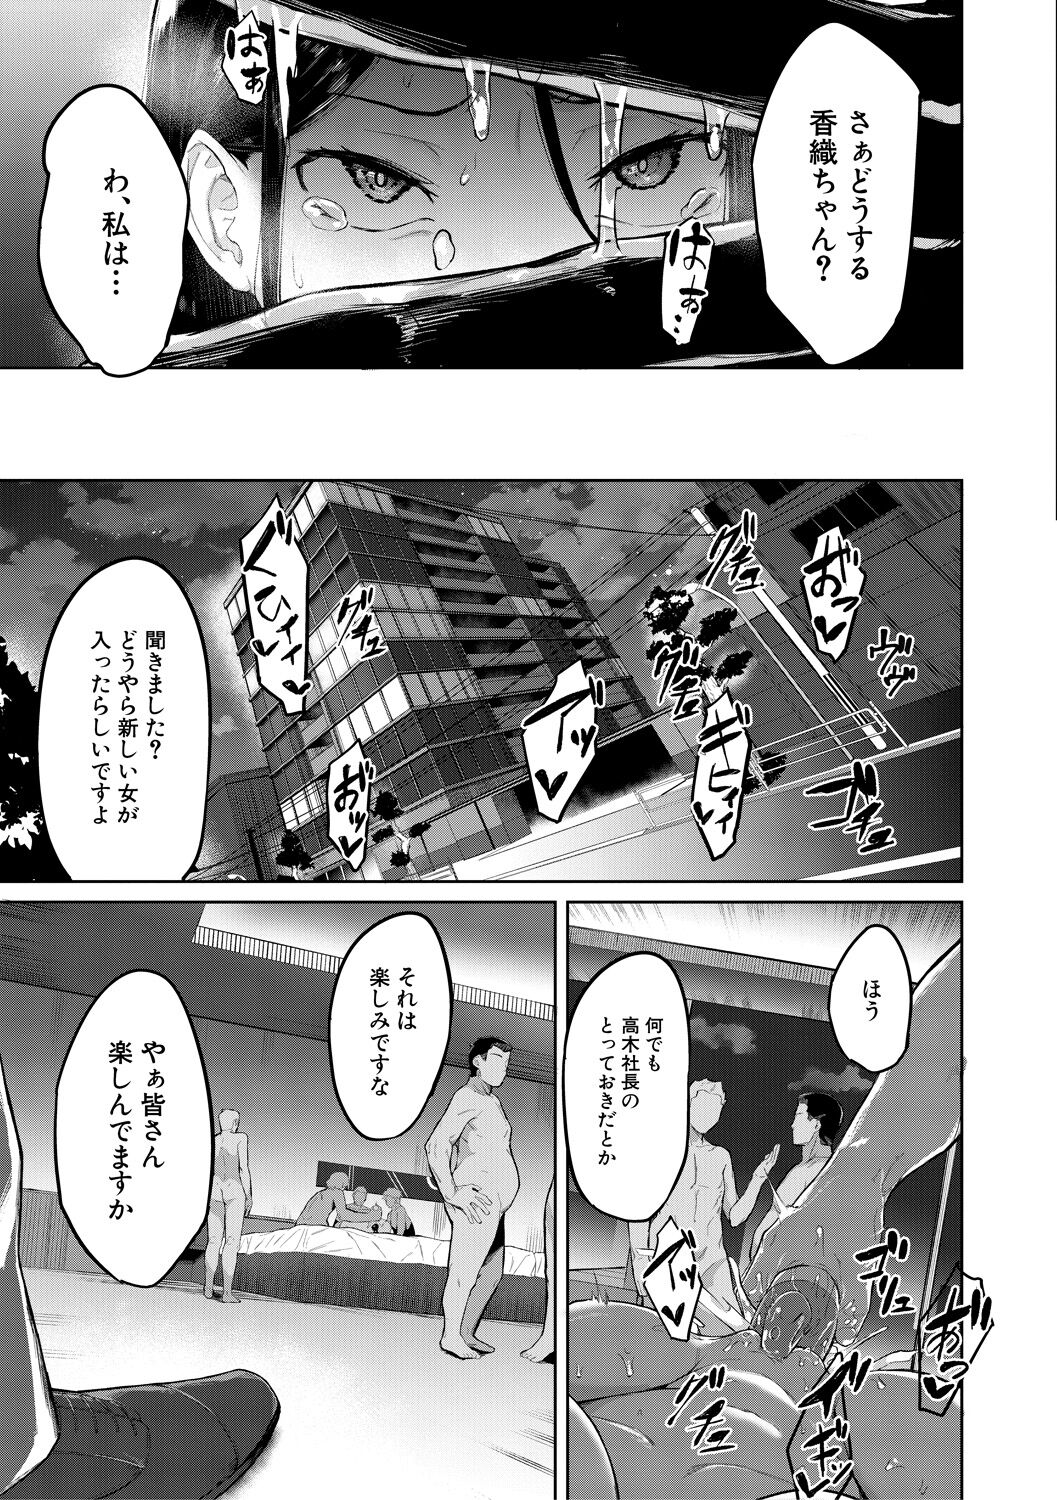 さぁどうする
香織ちゃん？
はぁ…
はぁ
わ、私は…
おっ♡
ヴヴヴ
グチュ
グチュ
ギヒィィ♡
ゴチュ
イッ♡
グチュ
ぐひィィ♡
おっ♡
聞きました？
どうやら新しい女が
入ったらしいですよ
ほう
何でも
高木社長の
とっておきだとか
イッ♡
ゴリュ
あっ♡
グチュ
イギッ♡
それは
楽しみですな
やぁ皆さん
楽しんでますか